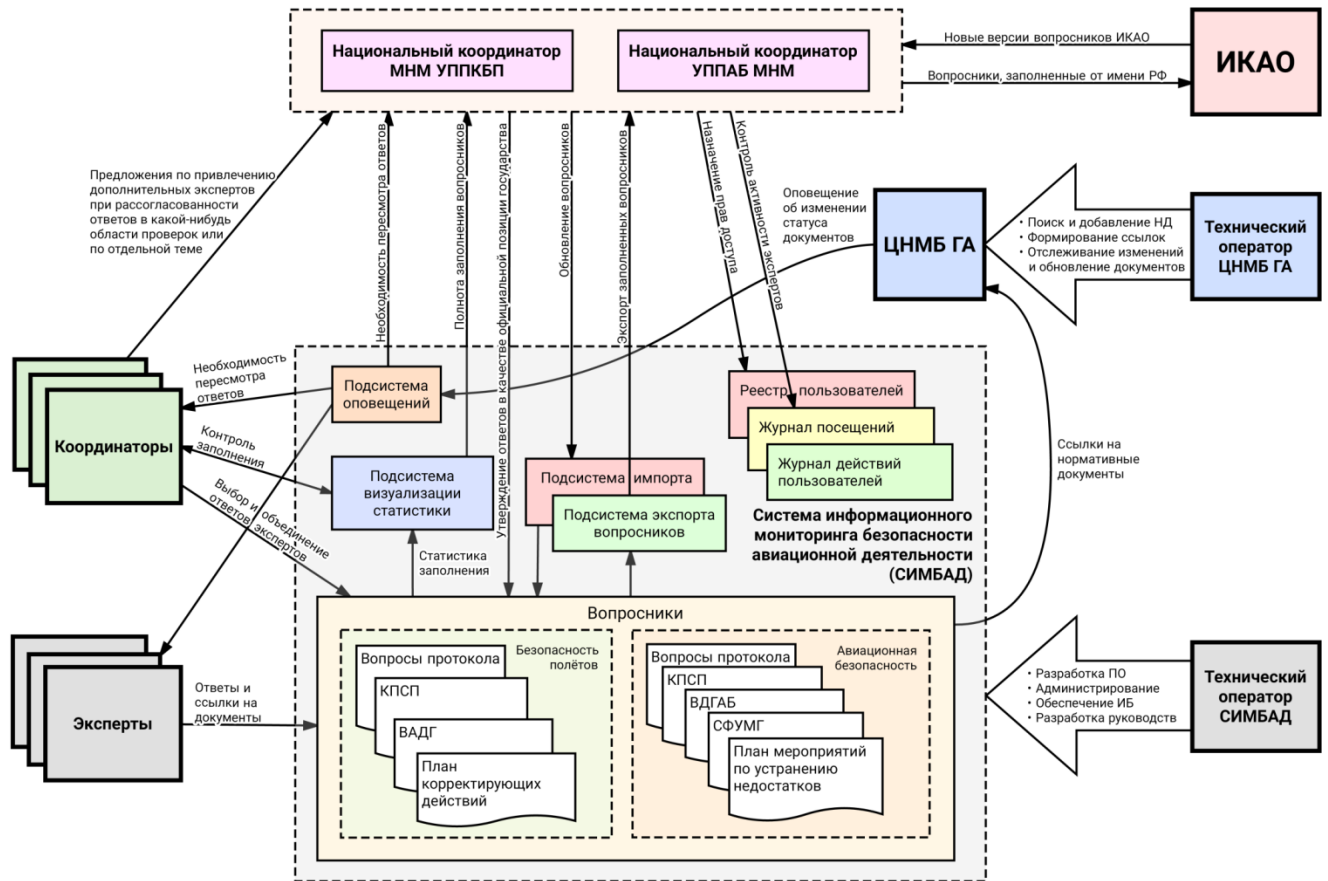 Национальный координатор
МНМ УППКБП
Национальный координатор
УППАБ МНМ
Новые версии вопросников ИКАО
Вопросники, заполненные от имени РФ
ИКАО
Предложения по привлечению
дополнительных экспертов
при рассогласованности
ответов в какой-нибудь
области проверок или
по отдельной теме
Необходимость пересмотра ответов
Полнота заполнения вопросников
Утверждение ответов в качестве официальной позиции государства
Обновление вопросников
Экспорт заполненных вопросников
Назначение прав доступа
Контроль активности экспертов
Оповещение
об изменении
статуса
документов
ЦНМБ ГА
• Поиск и добавление НД
• Формирование ссылок
• Отслеживание изменений
и обновление документов
Технический
оператор
ЦНМБ ГА
Координаторы
Необходимость
пересмотра
ответов
Контроль
заполнения
Выбор и объединение
ответов экспертов
Подсистема
оповещений
Подсистема
визуализации
статистики
Статистика
заполнения
Подсистема импорта
Подсистема экспорта
вопросников
Реестр пользователей
Журнал посещений
Журнал действий
пользователей
Система информационного
мониторинга безопасности
авиационной деятельности
(СИМБАД)
Ссылки на
нормативные
документы
Эксперты
Ответы и
ссылки на
документы
Вопросники
Безопасность
полётов
Вопросы протокола
КПСП
ВАДГ
План
корректирующих
действий
Авиационная
безопасность
Вопросы протокола
КПСП
ВДГАБ
СФУМГ
План мероприятий
по устранению
недостатков
• Разработка ПО
• Администрирование
• Обеспечение ИБ
• Разработка руководств
Технический
оператор
СИМБАД